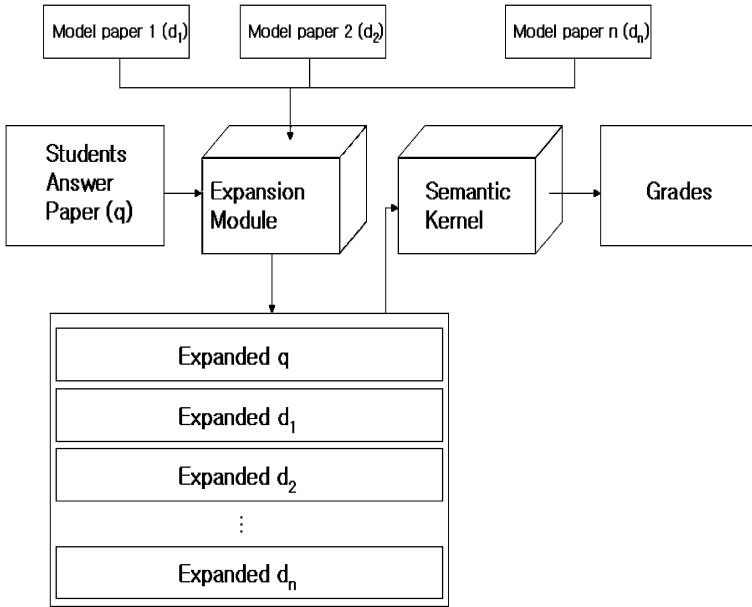 Model paper 1 (d₁)
Model paper 2 (d₂)
Model paper n (dₙ)
Students
Answer
Paper (q)
Expansion
Module
Semantic
Kernel
Grades
Expanded q
Expanded d₁
Expanded d₂
⋮
Expanded dₙ